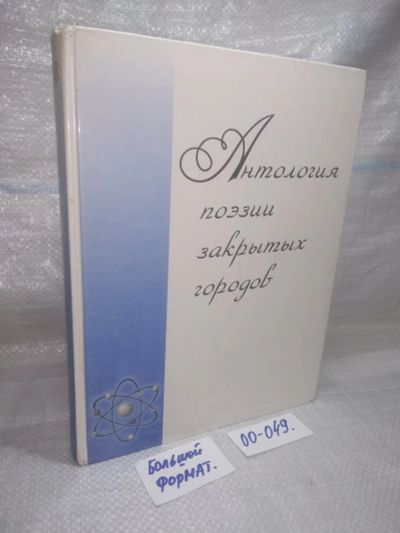 Антология
поэзии
закрытых
городов
Большой
формат.
00-049.